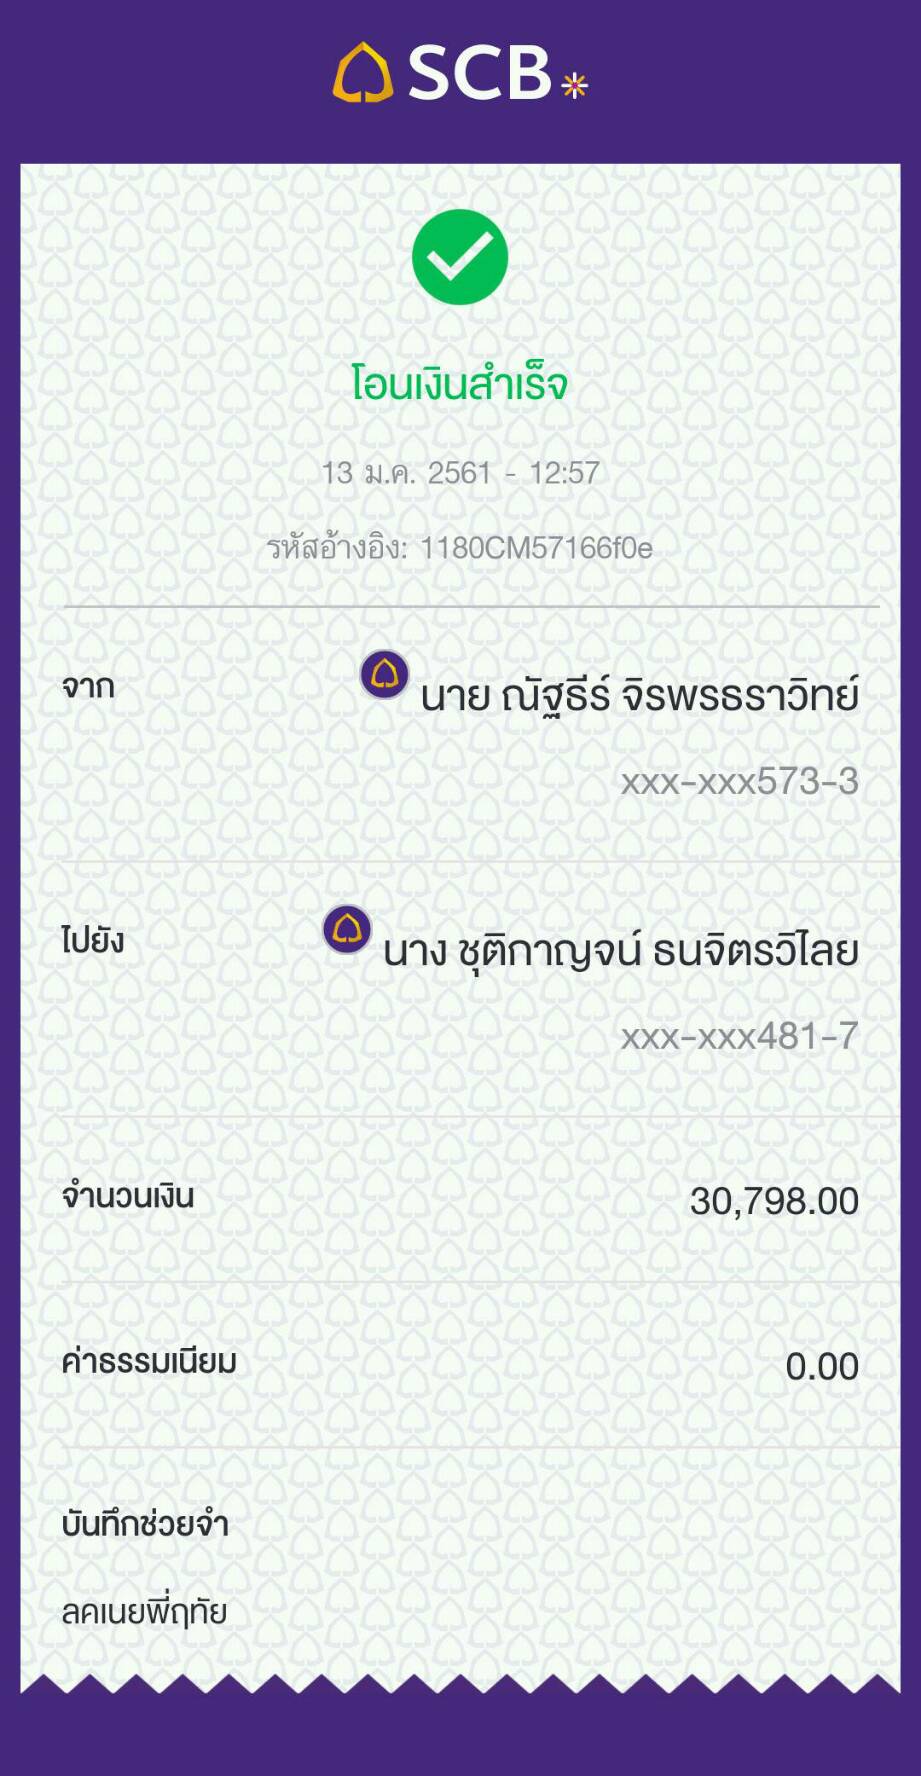 SCB
โอนเงินสำเร็จ
13 ม.ค. 2561 - 12:57
รหัสอ้างอิง: 1180CM57166f0e
จาก
นาย ณัฐธีร์ จิรพรธราวิทย์
xxx-xxx573-3
ไปยัง
นาง ชุติกาญจน์ ธนจิตรวิไลย
xxx-xxx481-7
จำนวนเงิน 30,798.00
ค่าธรรมเนียม 0.00
บันทึกช่วยจำ
ลคเนยพี่ฤทัย